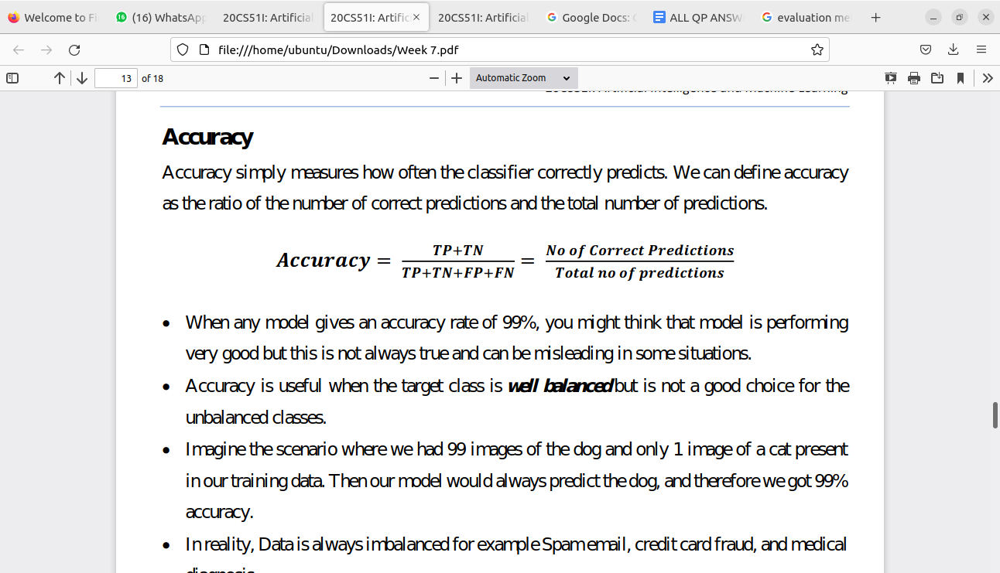 Welcome to Fi
16 (16) WhatsApp
20CS51I: Artificial
20CS51I: Artific
20CS51I: Artificial
Google Docs:
ALL QP ANSW
evaluation me
file:///home/ubuntu/Downloads/Week 7.pdf
13 of 18
Automatic Zoom
20CS51I: Artificial Intelligence and Machine Learning
Accuracy
Accuracy simply measures how often the classifier correctly predicts. We can define accuracy
as the ratio of the number of correct predictions and the total number of predictions.
Accuracy = TP+TN / TP+TN+FP+FN = No of Correct Predictions / Total no of predictions
• When any model gives an accuracy rate of 99%, you might think that model is performing
very good but this is not always true and can be misleading in some situations.
• Accuracy is useful when the target class is well balanced but is not a good choice for the
unbalanced classes.
• Imagine the scenario where we had 99 images of the dog and only 1 image of a cat present
in our training data. Then our model would always predict the dog, and therefore we got 99%
accuracy.
• In reality, Data is always imbalanced for example Spam email, credit card fraud, and medical
diagnosis.